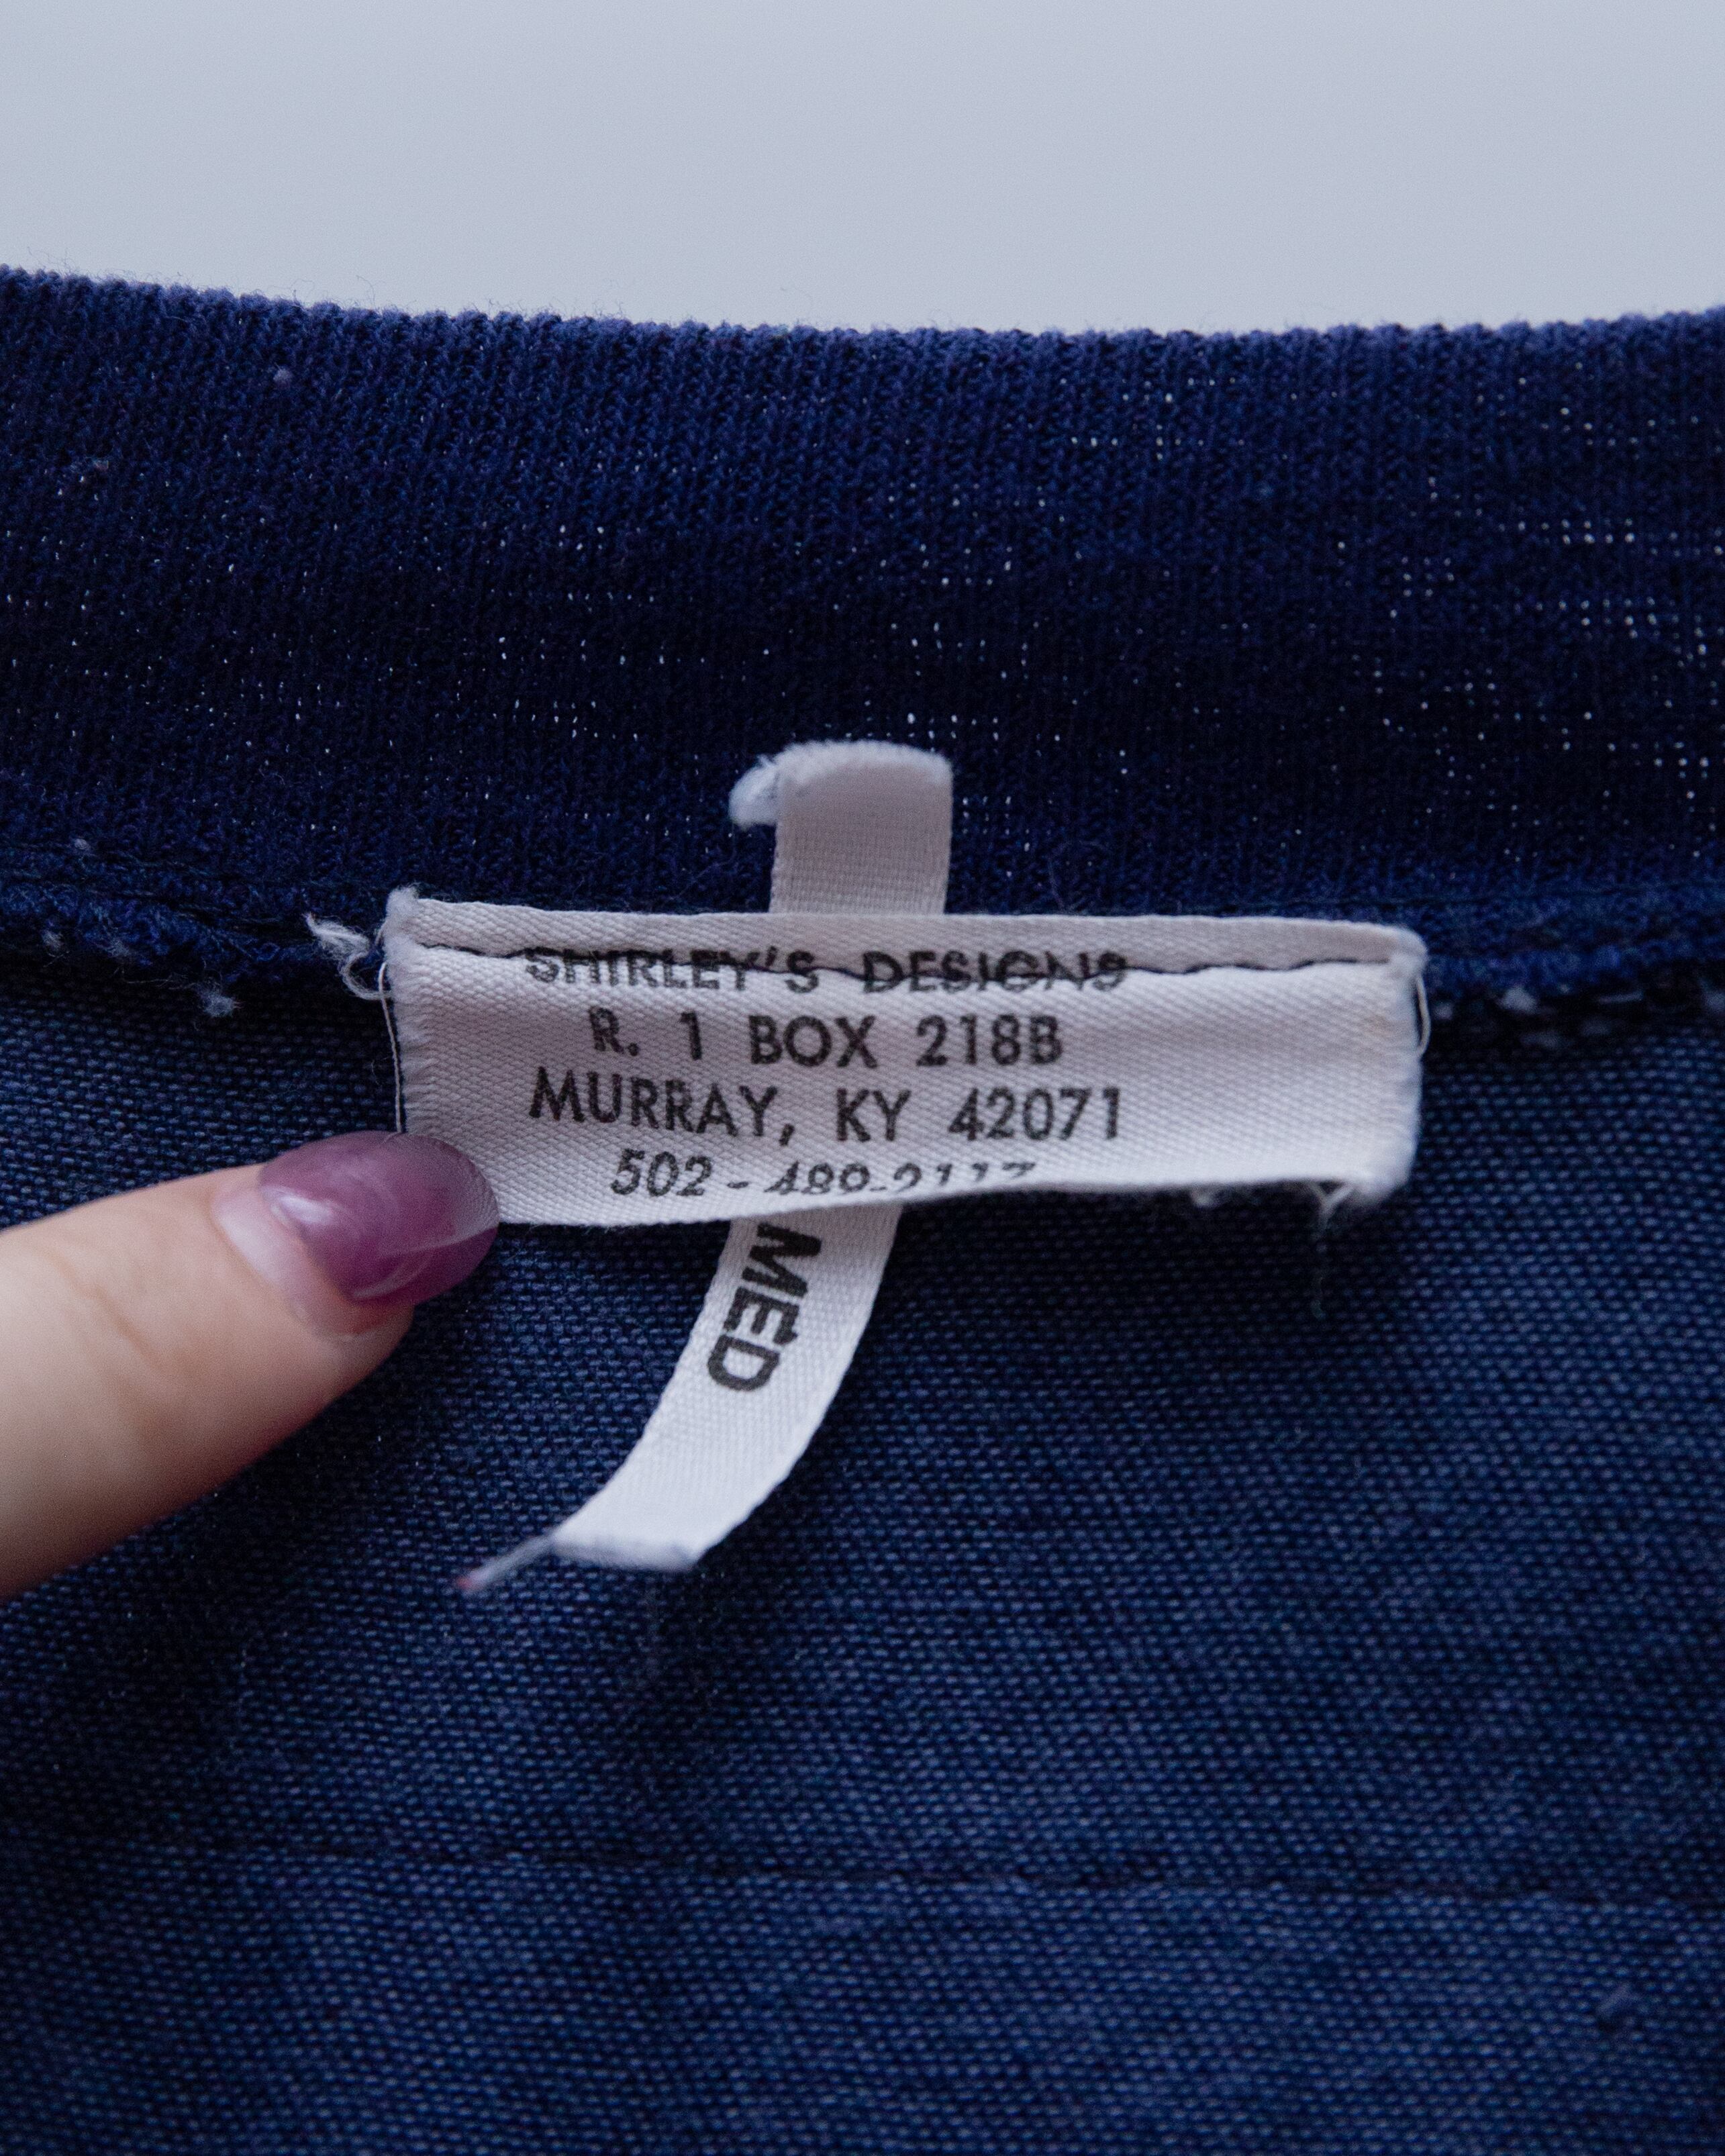 SHIRLEY'S DESIGNS
R. 1 BOX 218B
MURRAY, KY 42071
502 - 489-2117
MED